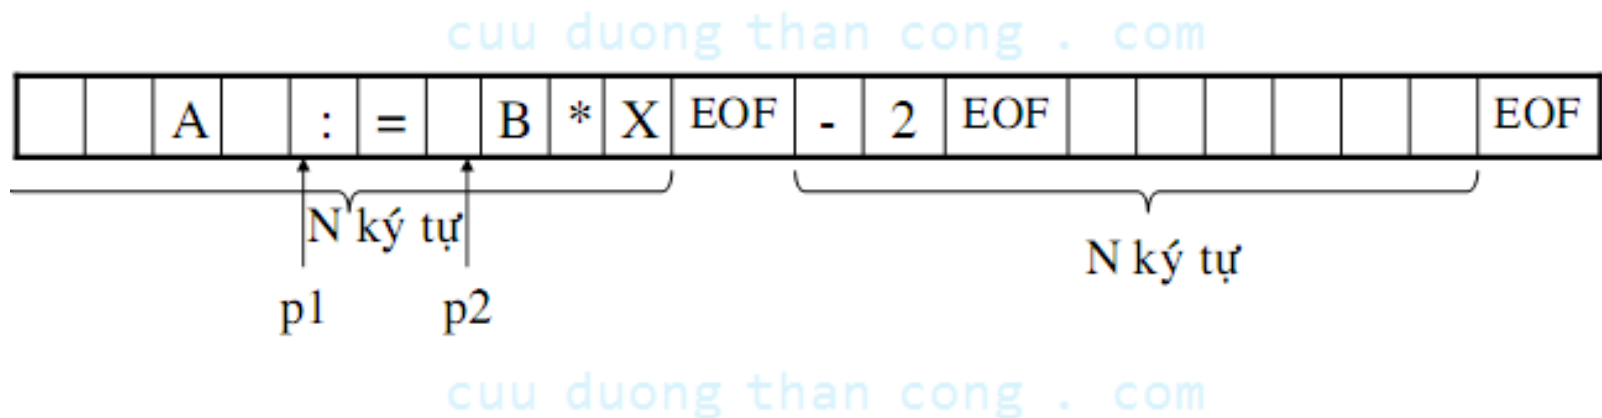 cuu duong than cong . com
A : = B * X EOF - 2 EOF EOF
N ký tự
N ký tự
p1 p2
cuu duong than cong . com